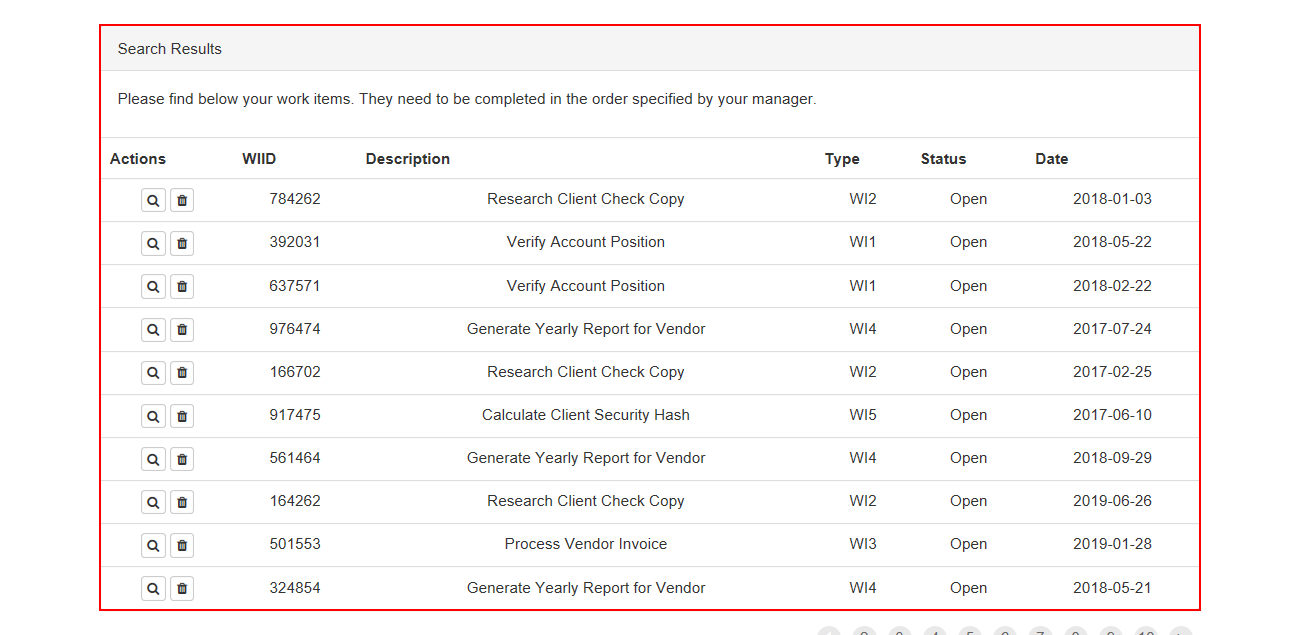 Search Results
Please find below your work items. They need to be completed in the order specified by your manager.
Actions WIID Description Type Status Date
784262 Research Client Check Copy WI2 Open 2018-01-03
392031 Verify Account Position WI1 Open 2018-05-22
637571 Verify Account Position WI1 Open 2018-02-22
976474 Generate Yearly Report for Vendor WI4 Open 2017-07-24
166702 Research Client Check Copy WI2 Open 2017-02-25
917475 Calculate Client Security Hash WI5 Open 2017-06-10
561464 Generate Yearly Report for Vendor WI4 Open 2018-09-29
164262 Research Client Check Copy WI2 Open 2019-06-26
501553 Process Vendor Invoice WI3 Open 2019-01-28
324854 Generate Yearly Report for Vendor WI4 Open 2018-05-21